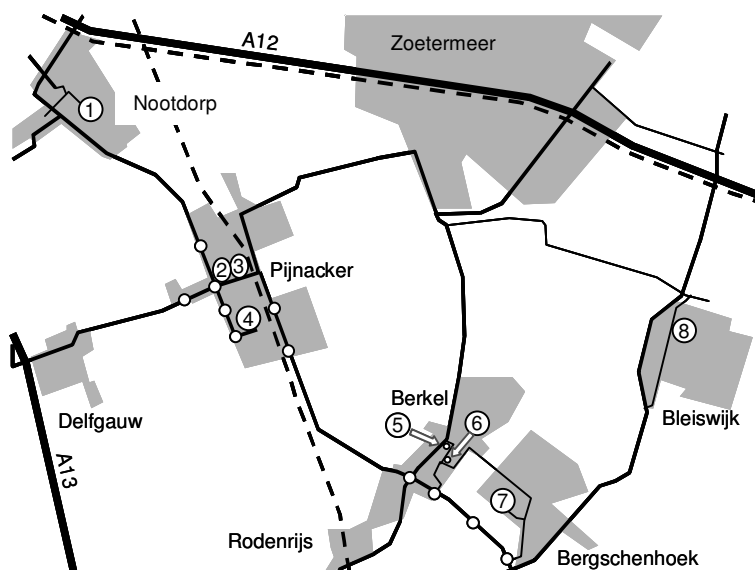 A12
Zoetermeer
Nootdorp
1
2
3
Pijnacker
4
8
Berkel
5
6
Delfgauw
Bleiswijk
A13
7
Rodenrijs
Bergschenhoek